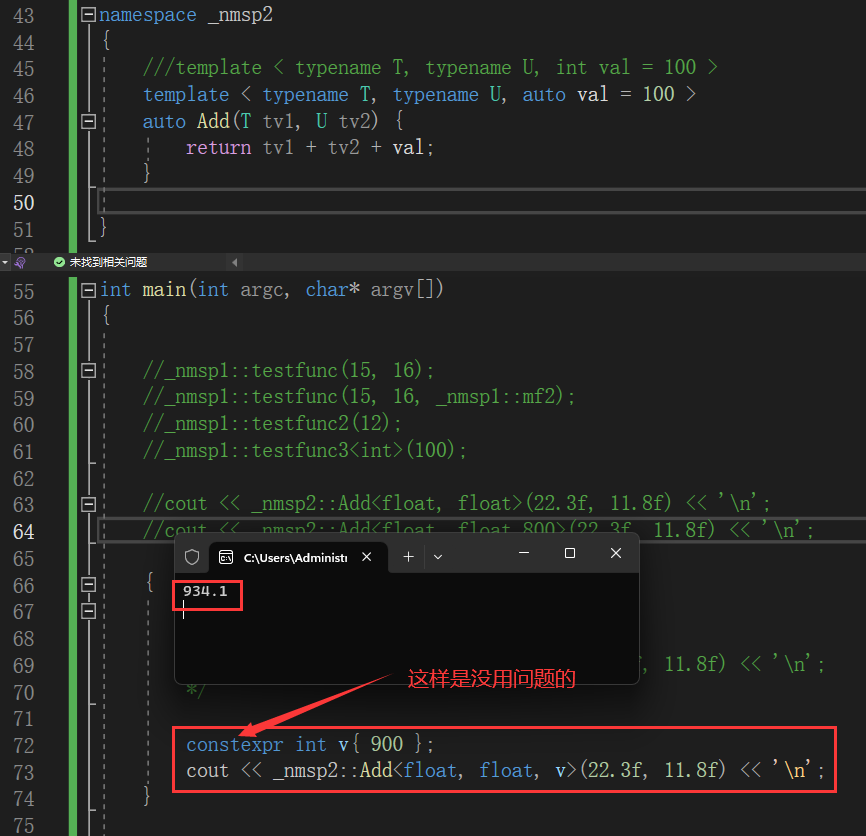 43 namespace _nmsp2
44 {
45 ///template < typename T, typename U, int val = 100 >
46 template < typename T, typename U, auto val = 100 >
47 auto Add(T tv1, U tv2) {
48 return tv1 + tv2 + val;
49 }
50
51 }
未找到相关问题
55 int main(int argc, char* argv[])
56 {
57
58 //_nmsp1::testfunc(15, 16);
59 //_nmsp1::testfunc(15, 16, _nmsp1::mf2);
60 //_nmsp1::testfunc2(12);
61 //_nmsp1::testfunc3<int>(100);
62
63 //cout << _nmsp2::Add<float, float>(22.3f, 11.8f) << '\n';
64 //cout << _nmsp2::Add<float, float,800>(22.3f, 11.8f) << '\n';
65
C:\Users\Administr
66 {
934.1
67
68
69 11.8f) << '\n';
这样是没用问题的
70 */
71
72 constexpr int v{ 900 };
73 cout << _nmsp2::Add<float, float, v>(22.3f, 11.8f) << '\n';
74 }
75